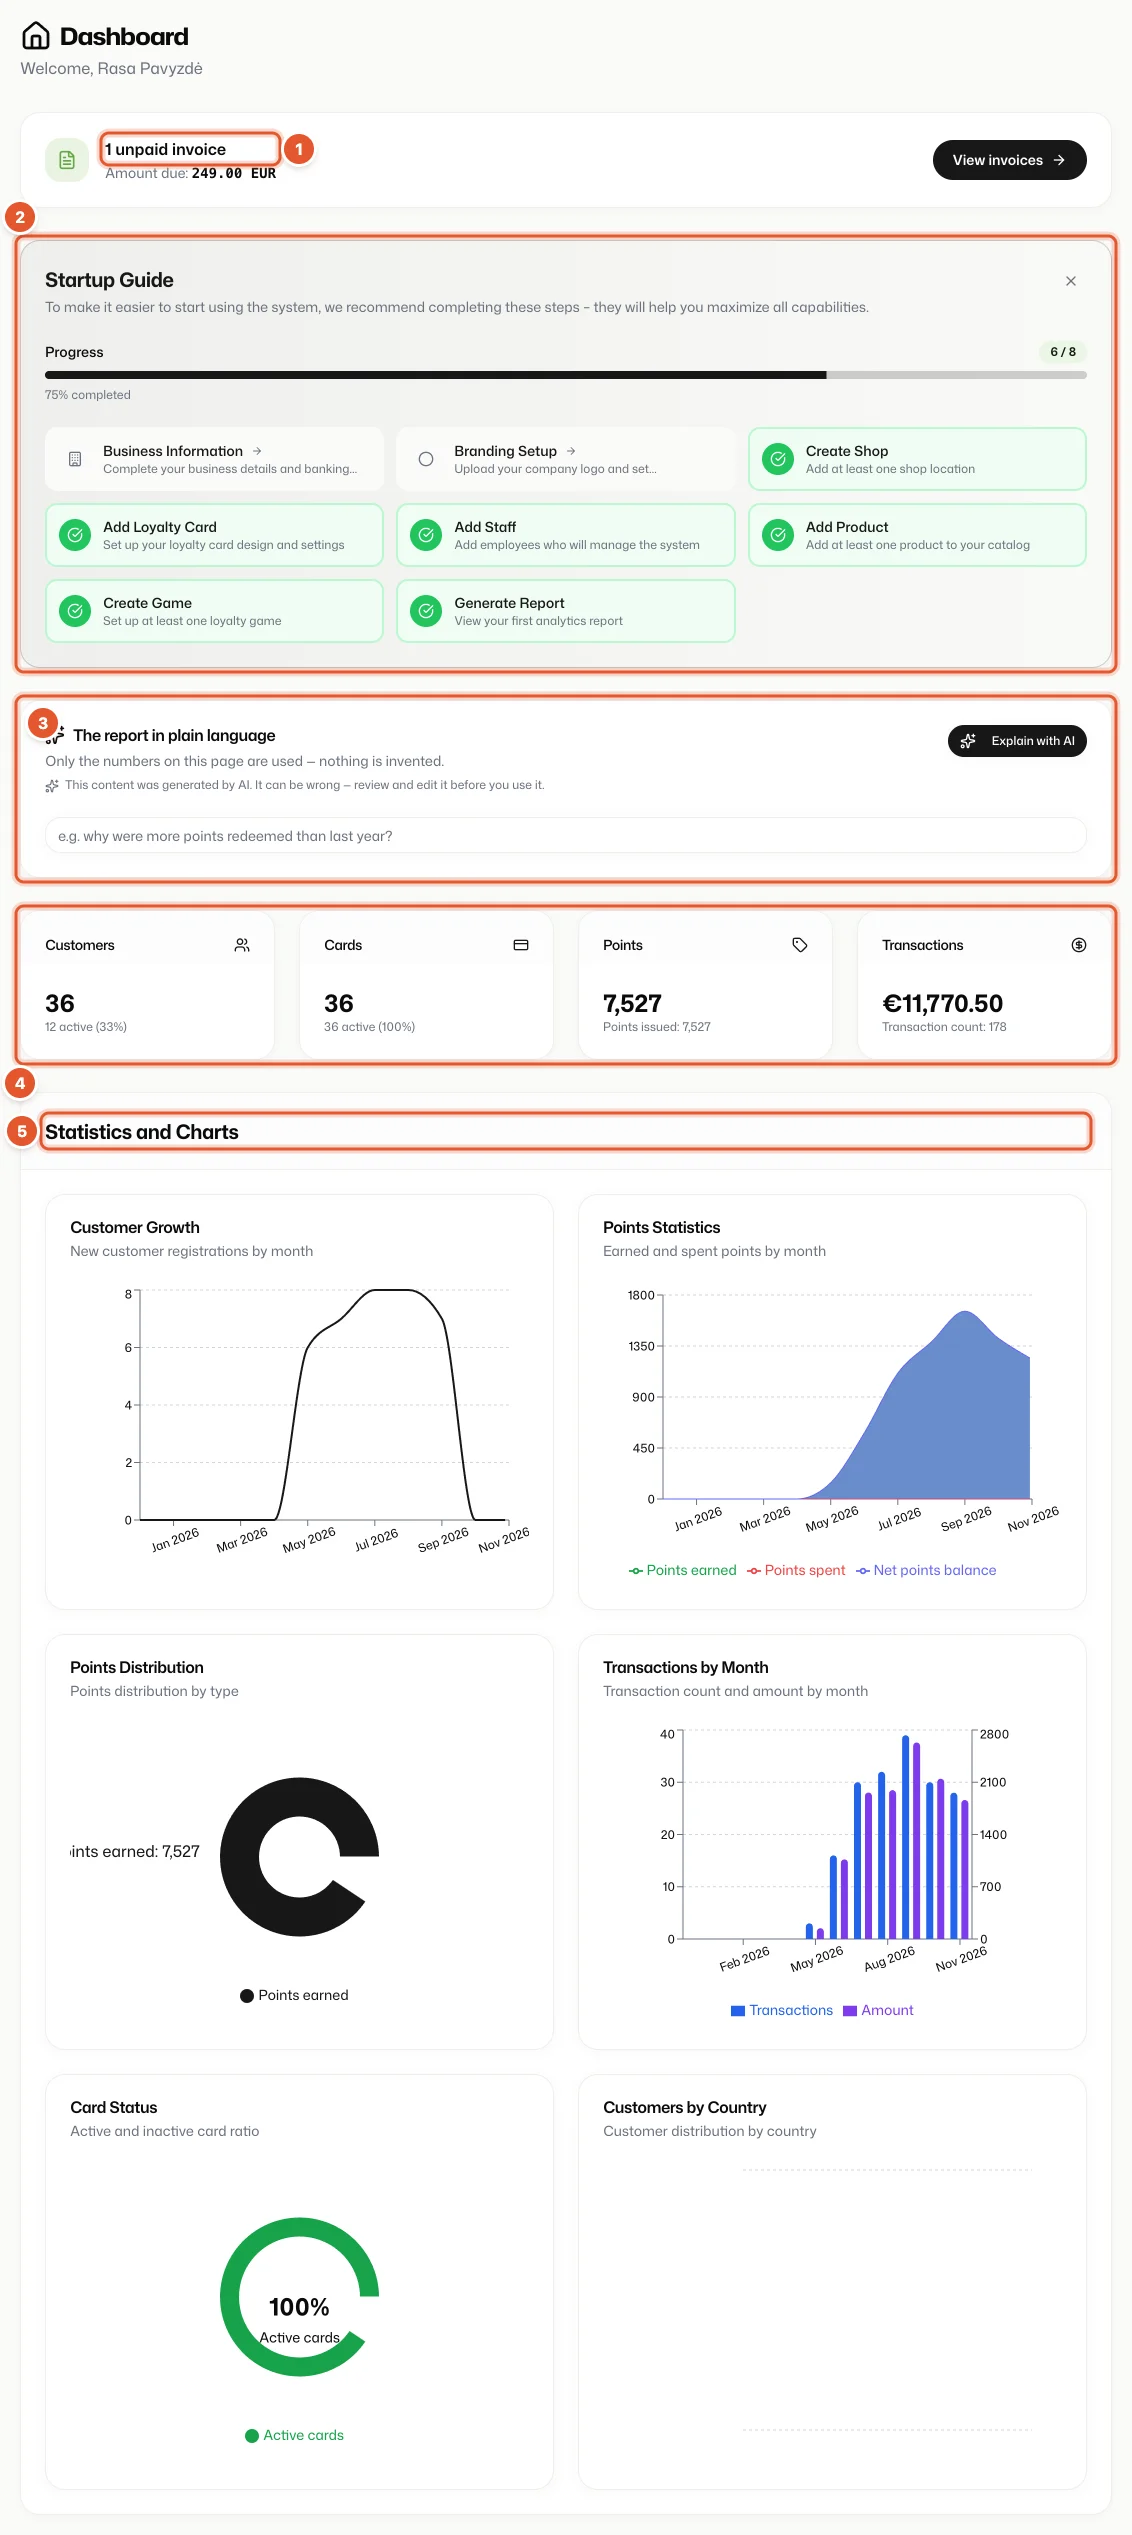 Dashboard
Welcome, Rasa Pavyzdė
1 unpaid invoice
1
Amount due: 249.00 EUR
View invoices
2
Startup Guide
To make it easier to start using the system, we recommend completing these steps – they will help you maximize all capabilities.
Progress
6 / 8
75% completed
Business Information
Complete your business details and banking...
Branding Setup
Upload your company logo and set...
Create Shop
Add at least one shop location
Add Loyalty Card
Set up your loyalty card design and settings
Add Staff
Add employees who will manage the system
Add Product
Add at least one product to your catalog
Create Game
Set up at least one loyalty game
Generate Report
View your first analytics report
3
The report in plain language
Explain with AI
Only the numbers on this page are used — nothing is invented.
This content was generated by AI. It can be wrong — review and edit it before you use it.
e.g. why were more points redeemed than last year?
Customers
36
12 active (33%)
Cards
36
36 active (100%)
Points
7,527
Points issued: 7,527
Transactions
€11,770.50
Transaction count: 178
4
5
Statistics and Charts
Customer Growth
New customer registrations by month
8
6
4
2
0
Jan 2026
Mar 2026
May 2026
Jul 2026
Sep 2026
Nov 2026
Points Statistics
Earned and spent points by month
1800
1350
900
450
0
Jan 2026
Mar 2026
May 2026
Jul 2026
Sep 2026
Nov 2026
Points earned
Points spent
Net points balance
Points Distribution
Points distribution by type
ints earned: 7,527
Points earned
Transactions by Month
Transaction count and amount by month
40
30
20
10
0
2800
2100
1400
700
0
Feb 2026
May 2026
Aug 2026
Nov 2026
Transactions
Amount
Card Status
Active and inactive card ratio
100%
Active cards
Active cards
Customers by Country
Customer distribution by country